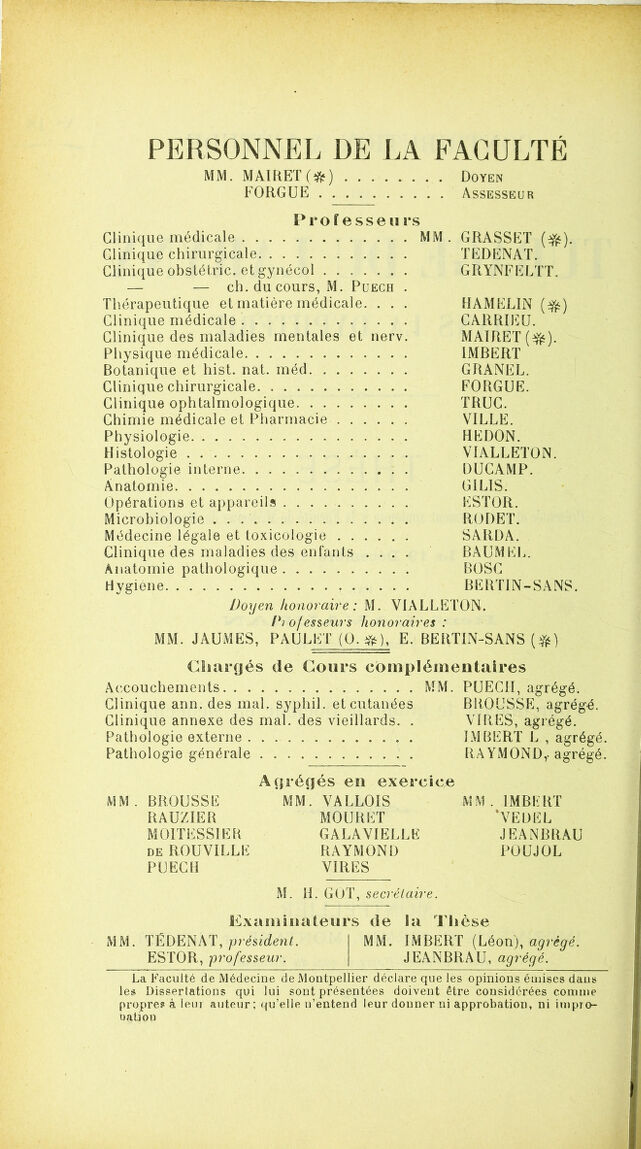 PERSONNEL DE LA FACULTÉ
MM. MAIRET (✻) . . . . . . . . DOYEN
FORGUE . . . . . . . . . . ASSESSEUR
Professeurs
Clinique médicale . . . . . . . . . . . . . MM. GRASSET (✻).
Clinique chirurgicale. . . . . . . . . . . . TEDENAT.
Clinique obstétric. et gynécol . . . . . . . GRYNFELTT.
— — ch. du cours, M. PUECH .
Thérapeutique et matière médicale. . . . HAMELIN (✻)
Clinique médicale . . . . . . . . . . . . . CARRIEU.
Clinique des maladies mentales et nerv. MAIRET (✻).
Physique médicale. . . . . . . . . . . . . IMBERT
Botanique et hist. nat. méd. . . . . . . . GRANEL.
Clinique chirurgicale. . . . . . . . . . . . FORGUE.
Clinique ophtalmologique. . . . . . . . . TRUC.
Chimie médicale et Pharmacie . . . . . . VILLE.
Physiologie. . . . . . . . . . . . . . . . . HEDON.
Histologie . . . . . . . . . . . . . . . . . VIALLETON.
Pathologie interne. . . . . . . . . . . . . DUCAMP.
Anatomie. . . . . . . . . . . . . . . . . . GILIS.
Opérations et appareils . . . . . . . . . . ESTOR.
Microbiologie . . . . . . . . . . . . . . . RODET.
Médecine légale et toxicologie . . . . . . SARDA.
Clinique des maladies des enfants . . . . BAUMEL.
Anatomie pathologique . . . . . . . . . . BOSC
Hygiene. . . . . . . . . . . . . . . . . . . BERTIN-SANS.
Doyen honoraire : M. VIALLETON.
Professeurs honoraires :
MM. JAUMES, PAULET (O. ✻), E. BERTIN-SANS (✻)
Chargés de Cours complémentaires
Accouchements. . . . . . . . . . . . . . . MM. PUECH, agrégé.
Clinique ann. des mal. syphil. et cutanées BROUSSE, agrégé.
Clinique annexe des mal. des vieillards. . VIRES, agrégé.
Pathologie externe . . . . . . . . . . . . . IMBERT L , agrégé.
Pathologie générale . . . . . . . . . . . . RAYMOND, agrégé.
Agrégés en exercice
MM. BROUSSE MM. VALLOIS MM. IMBERT
RAUZIER MOURET VEDEL
MOITESSIER GALAVIELLE JEANBRAU
DE ROUVILLE RAYMOND POUJOL
PUECH VIRES
M. H. GOT, secrétaire.
Examinateurs de la Thèse
MM. TÉDENAT, président. MM. IMBERT (Léon), agrégé.
ESTOR, professeur. JEANBRAU, agrégé.
La Faculté de Médecine de Montpellier déclare que les opinions émises dans
les Dissertations qui lui sont présentées doivent être considérées comme
propres à leur auteur ; qu'elle n'entend leur donner ni approbation, ni impro-
bation